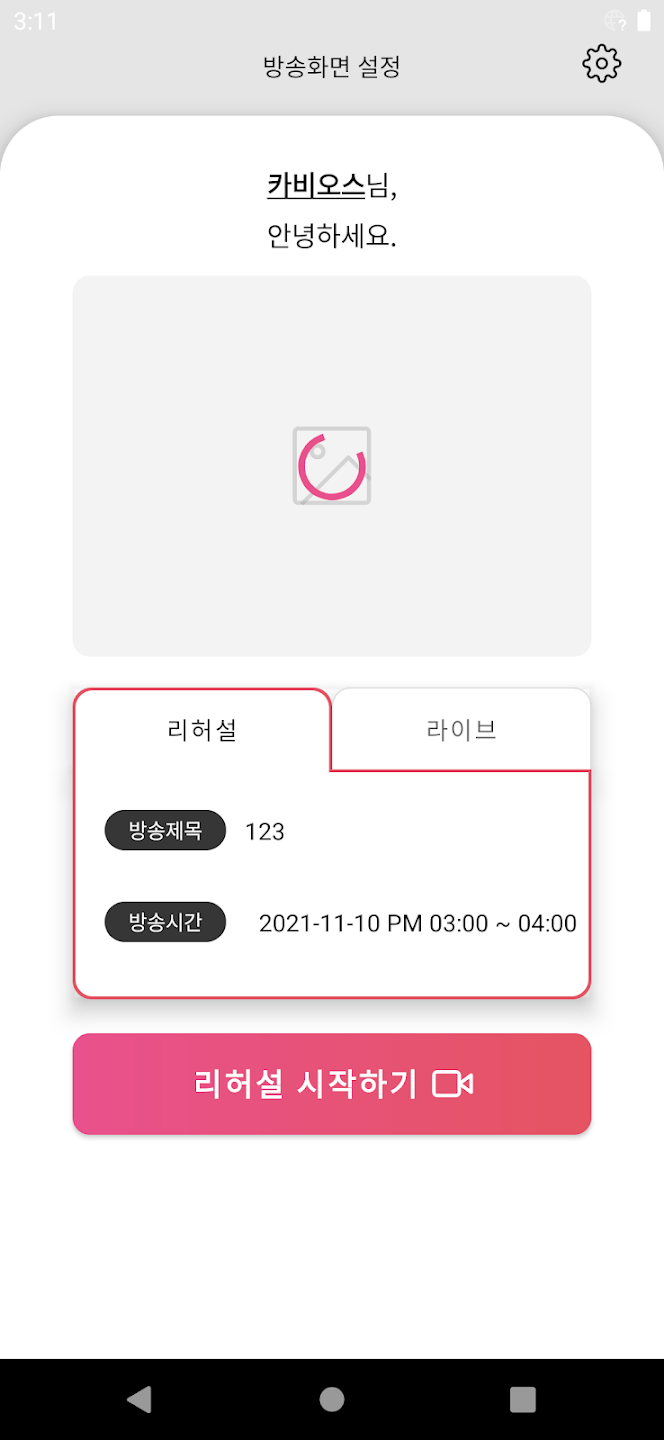 3:11
방송화면 설정
카비오스님,
안녕하세요.
리허설
라이브
방송제목 123
방송시간 2021-11-10 PM 03:00 ~ 04:00
리허설 시작하기